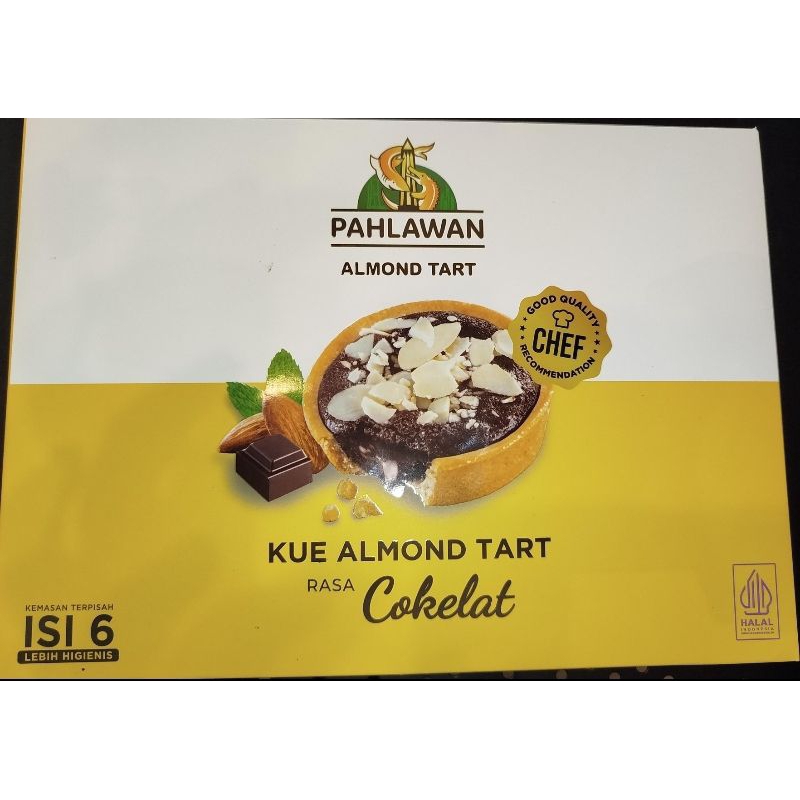 PAHLAWAN
ALMOND TART
GOOD QUALITY
CHEF
RECOMMENDATION
KUE ALMOND TART
RASA Cokelat
KEMASAN TERPISAH
ISI 6
LEBIH HIGIENIS
HALAL
INDONESIA